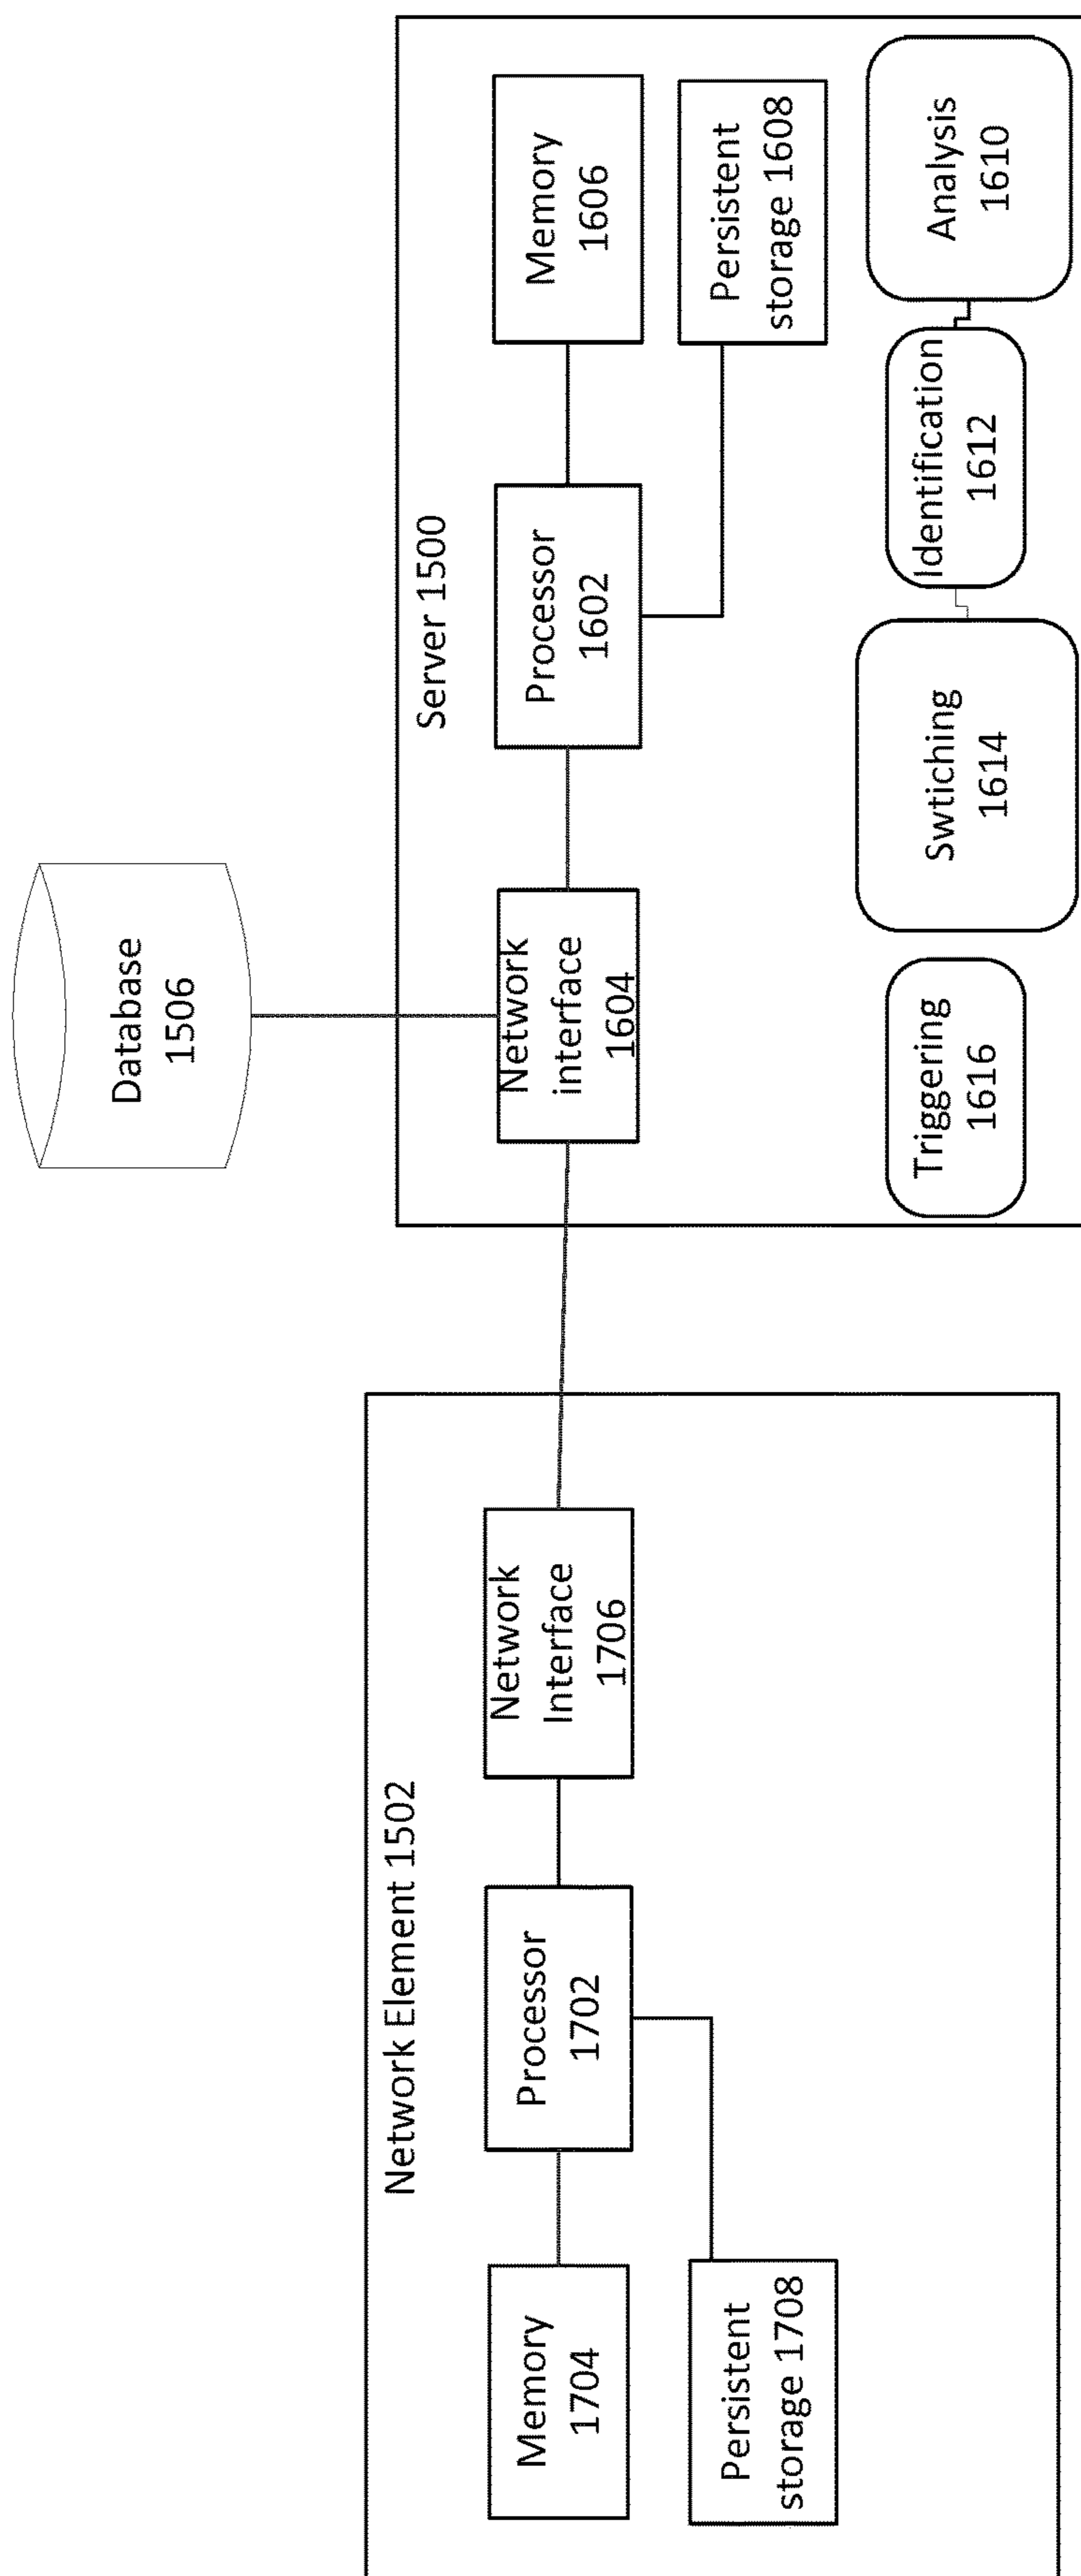 Database
1506
Network Element 1502
Server 1500
Memory
1704
Processor
1702
Network
Interface
1706
Network
interface
1604
Processor
1602
Memory
1606
Persistent
storage 1708
Persistent
storage 1608
Triggering
1616
Swtiching
1614
Identification
1612
Analysis
1610